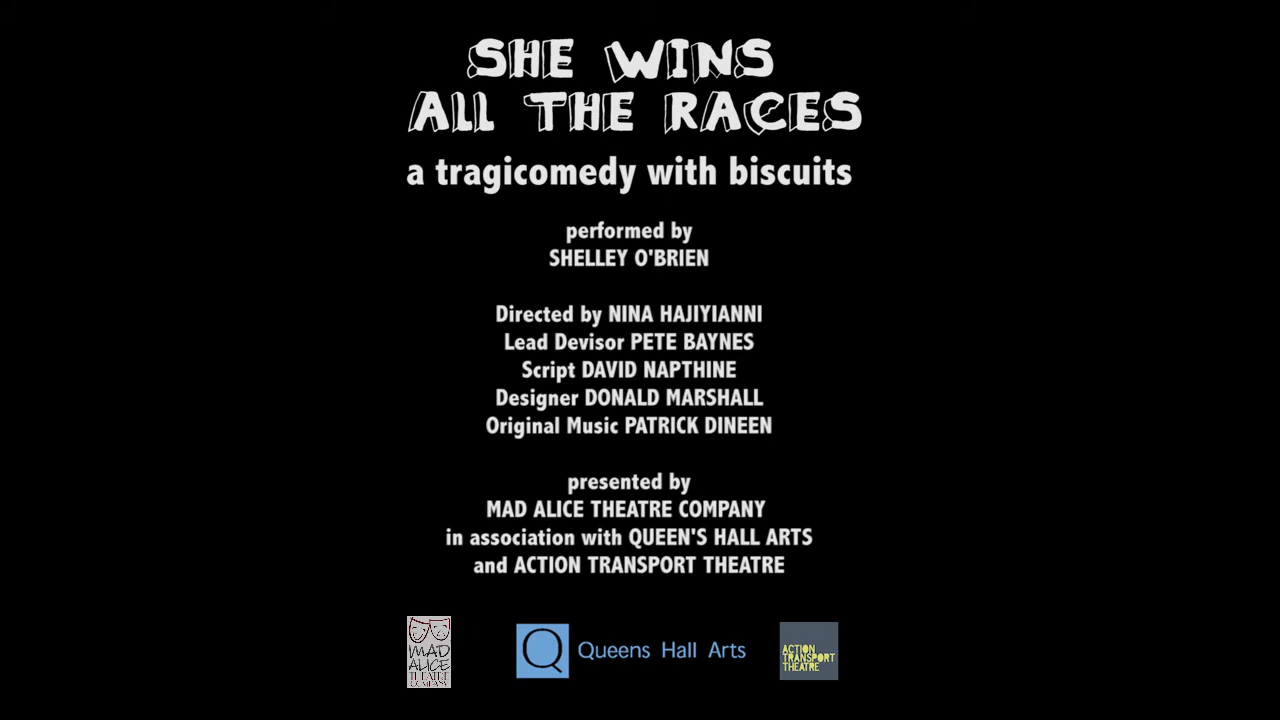 SHE WINS
ALL THE RACES
a tragicomedy with biscuits
performed by
SHELLEY O'BRIEN
Directed by NINA HAJIYIANNI
Lead Devisor PETE BAYNES
Script DAVID NAPTHINE
Designer DONALD MARSHALL
Original Music PATRICK DINEEN
presented by
MAD ALICE THEATRE COMPANY
in association with QUEEN'S HALL ARTS
and ACTION TRANSPORT THEATRE
MAD
ALICE
THEATRE
COMPANY
Q Queens Hall Arts
ACTION
TRANSPORT
THEATRE